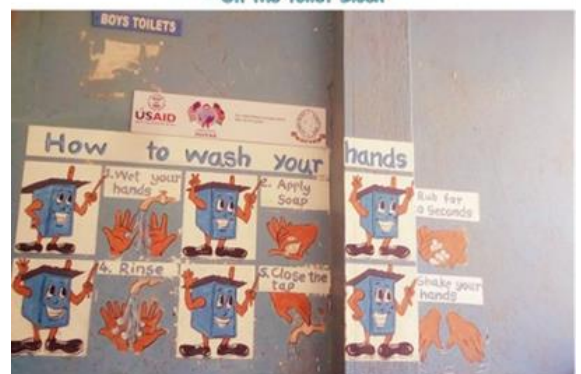 On The Toilet Block
BOYS TOILETS
USAID
How to wash your hands
1. Wet your
hands
2. Apply
Soap
Rub for
Seconds
4. Rinse
5. Close the
tap
Shake your
hands